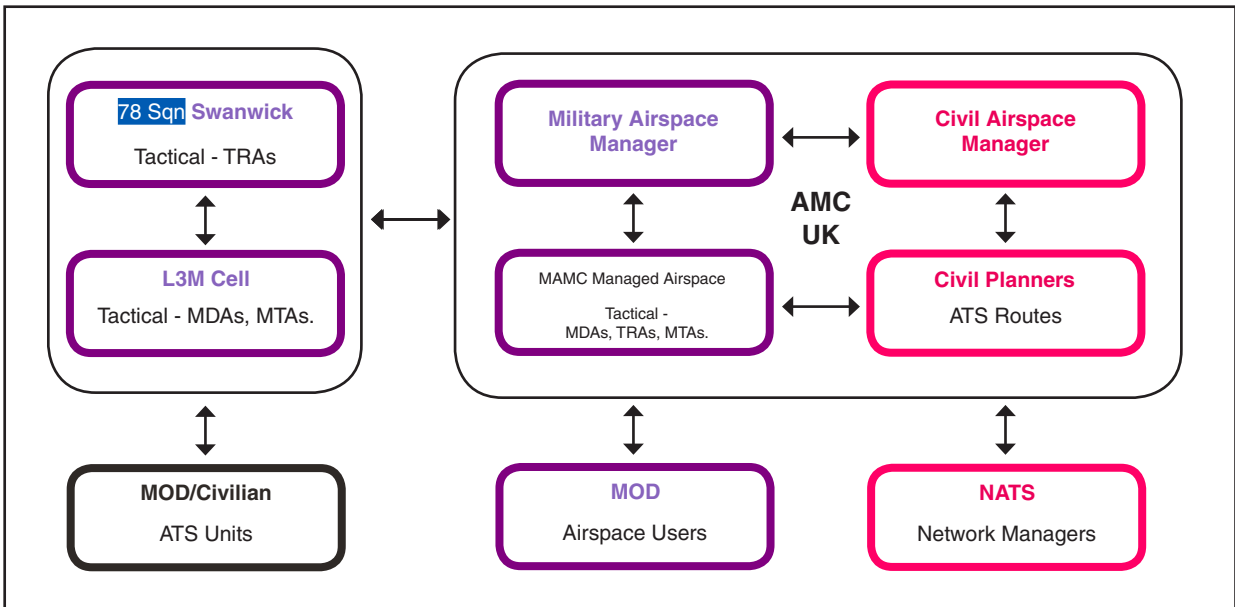 78 Sqn Swanwick
Tactical - TRAs
L3M Cell
Tactical - MDAs, MTAs.
Military Airspace
Manager
Civil Airspace
Manager
AMC
UK
MAMC Managed Airspace
Tactical -
MDAs, TRAs, MTAs.
Civil Planners
ATS Routes
MOD/Civilian
ATS Units
MOD
Airspace Users
NATS
Network Managers